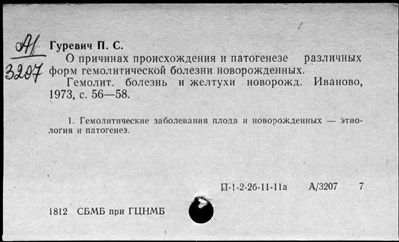 А/
3207
Гуревич П. С.
О причинах происхождения и патогенезе различных
форм гемолитической болезни новорожденных.
Гемолит. болезнь и желтухи новорожд. Иваново,
1973, с. 56—58.
1. Гемолитические заболевания плода и новорожденных — этио-
логия и патогенез.
П-1-2-26-11-11а А/3207 7
1812 СБМБ при ГЦНМБ